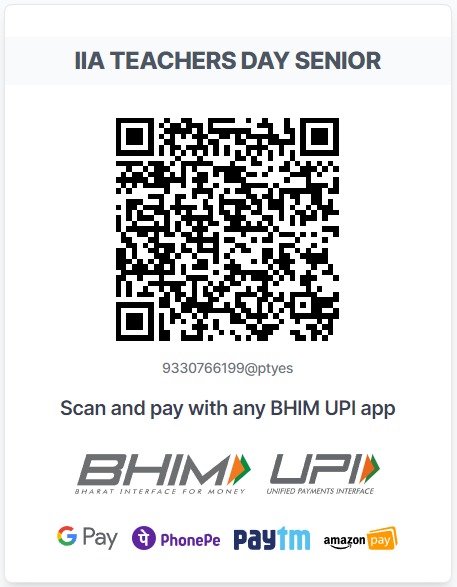 IIA TEACHERS DAY SENIOR
9330766199@ptyes
Scan and pay with any BHIM UPI app
BHIM UPI
BHARAT INTERFACE FOR MONEY UNIFIED PAYMENTS INTERFACE
G Pay पे PhonePe paytm amazon pay